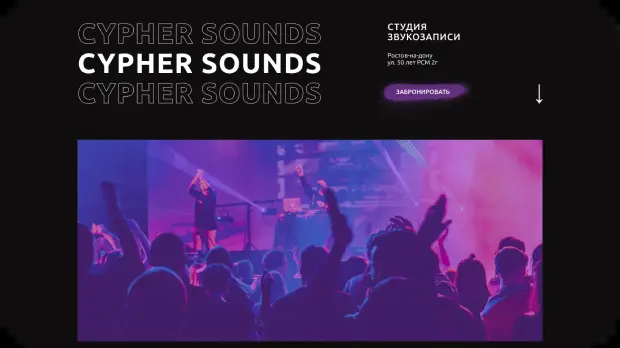 CYPHER SOUNDS
CYPHER SOUNDS
CYPHER SOUNDS
СТУДИЯ
ЗВУКОЗАПИСИ
Ростов-на-дону
ул. 50 лет РСМ 2г
ЗАБРОНИРОВАТЬ